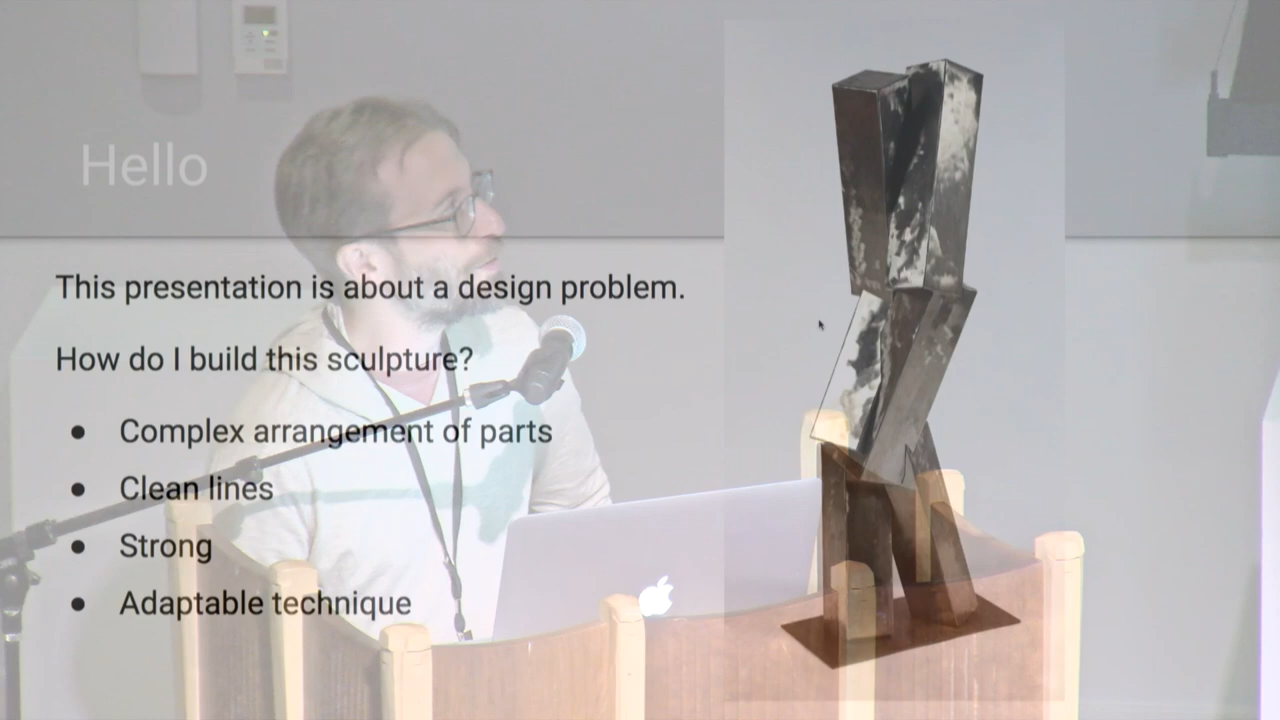 Hello
This presentation is about a design problem.
How do I build this sculpture?
● Complex arrangement of parts
● Clean lines
● Strong
● Adaptable technique